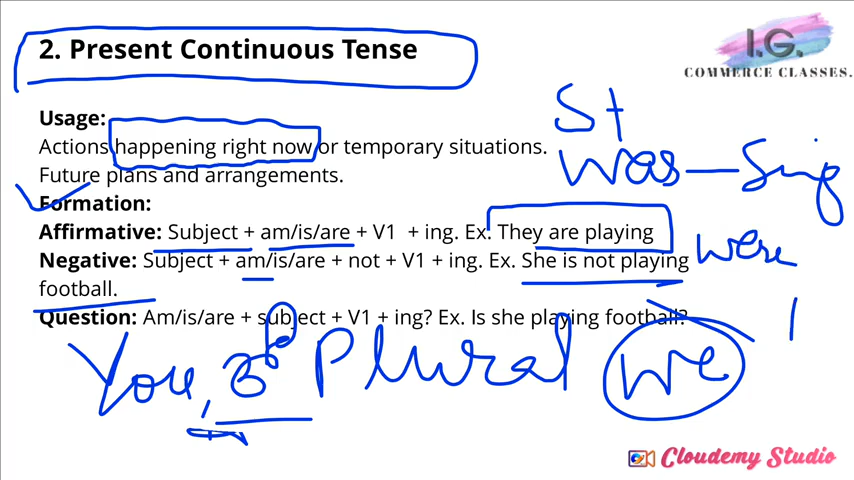 2. Present Continuous Tense
I.G.
COMMERCE CLASSES.
Usage:
Actions happening right now or temporary situations.
Future plans and arrangements.
Formation:
Affirmative: Subject + am/is/are + V1 + ing. Ex. They are playing
Negative: Subject + am/is/are + not + V1 + ing. Ex. She is not playing
football.
Question: Am/is/are + subject + V1 + ing? Ex. Is she playing football?
St
Was — Sing
were
You, 3rd Plural We
Cloudemy Studio